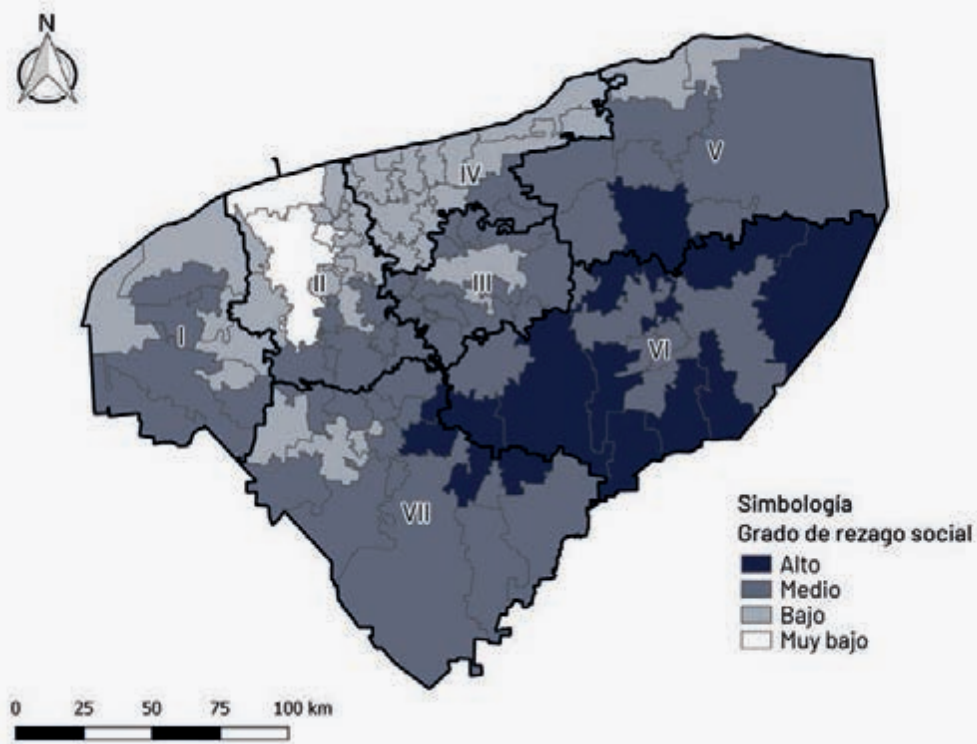 N
V
IV
III
II
I
VI
VII
Simbología
Grado de rezago social
Alto
Medio
Bajo
Muy bajo
0 25 50 75 100 km